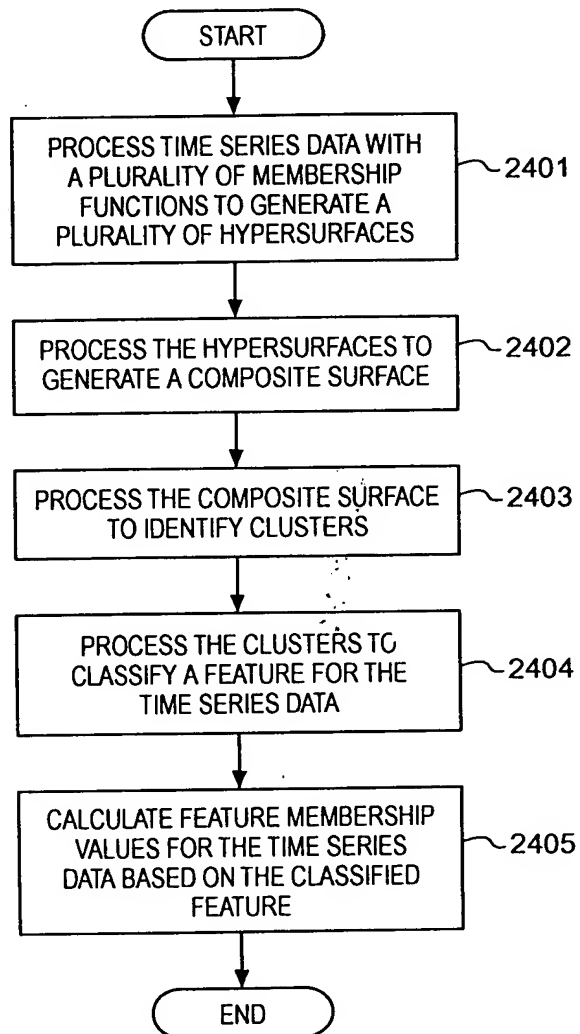 START
PROCESS TIME SERIES DATA WITH
A PLURALITY OF MEMBERSHIP
FUNCTIONS TO GENERATE A
PLURALITY OF HYPERSURFACES
2401
PROCESS THE HYPERSURFACES TO
GENERATE A COMPOSITE SURFACE
2402
PROCESS THE COMPOSITE SURFACE
TO IDENTIFY CLUSTERS
2403
PROCESS THE CLUSTERS TO
CLASSIFY A FEATURE FOR THE
TIME SERIES DATA
2404
CALCULATE FEATURE MEMBERSHIP
VALUES FOR THE TIME SERIES
DATA BASED ON THE CLASSIFIED
FEATURE
2405
END